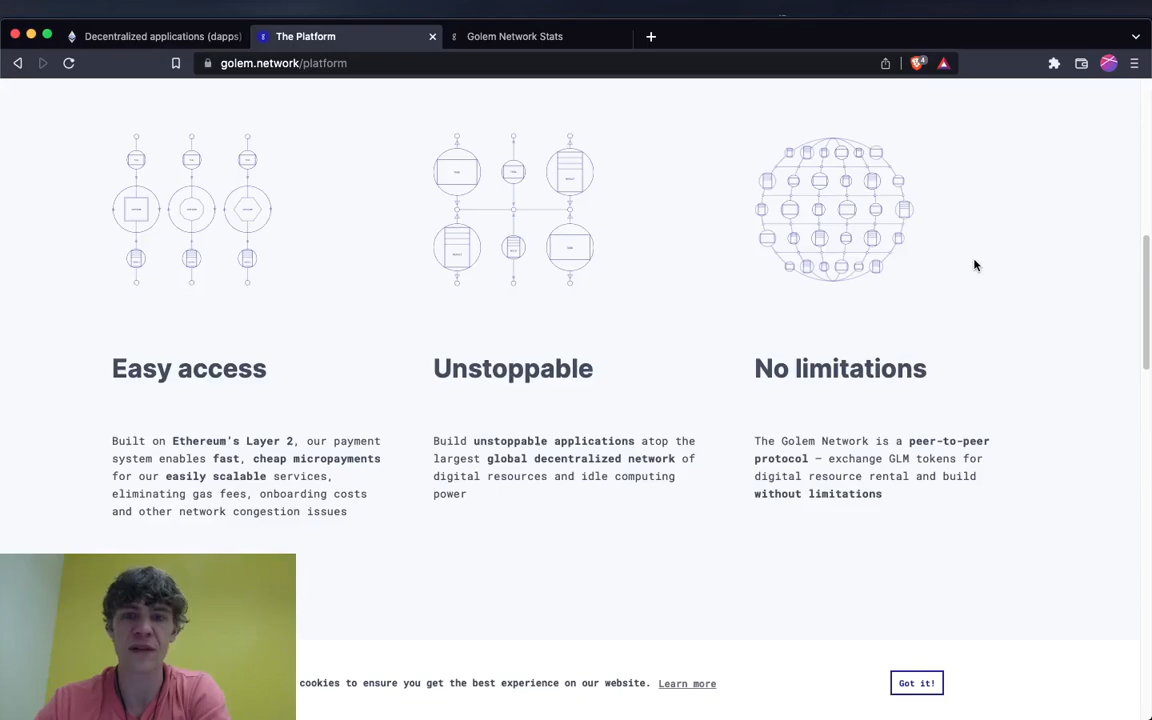 Decentralized applications (dapps)
The Platform
Golem Network Stats
golem.network/platform
4
Easy access
Unstoppable
No limitations
Built on Ethereum's Layer 2, our payment
system enables fast, cheap micropayments
for our easily scalable services,
eliminating gas fees, onboarding costs
and other network congestion issues
Build unstoppable applications atop the
largest global decentralized network of
digital resources and idle computing
power
The Golem Network is a peer-to-peer
protocol – exchange GLM tokens for
digital resource rental and build
without limitations
cookies to ensure you get the best experience on our website. Learn more
Got it!